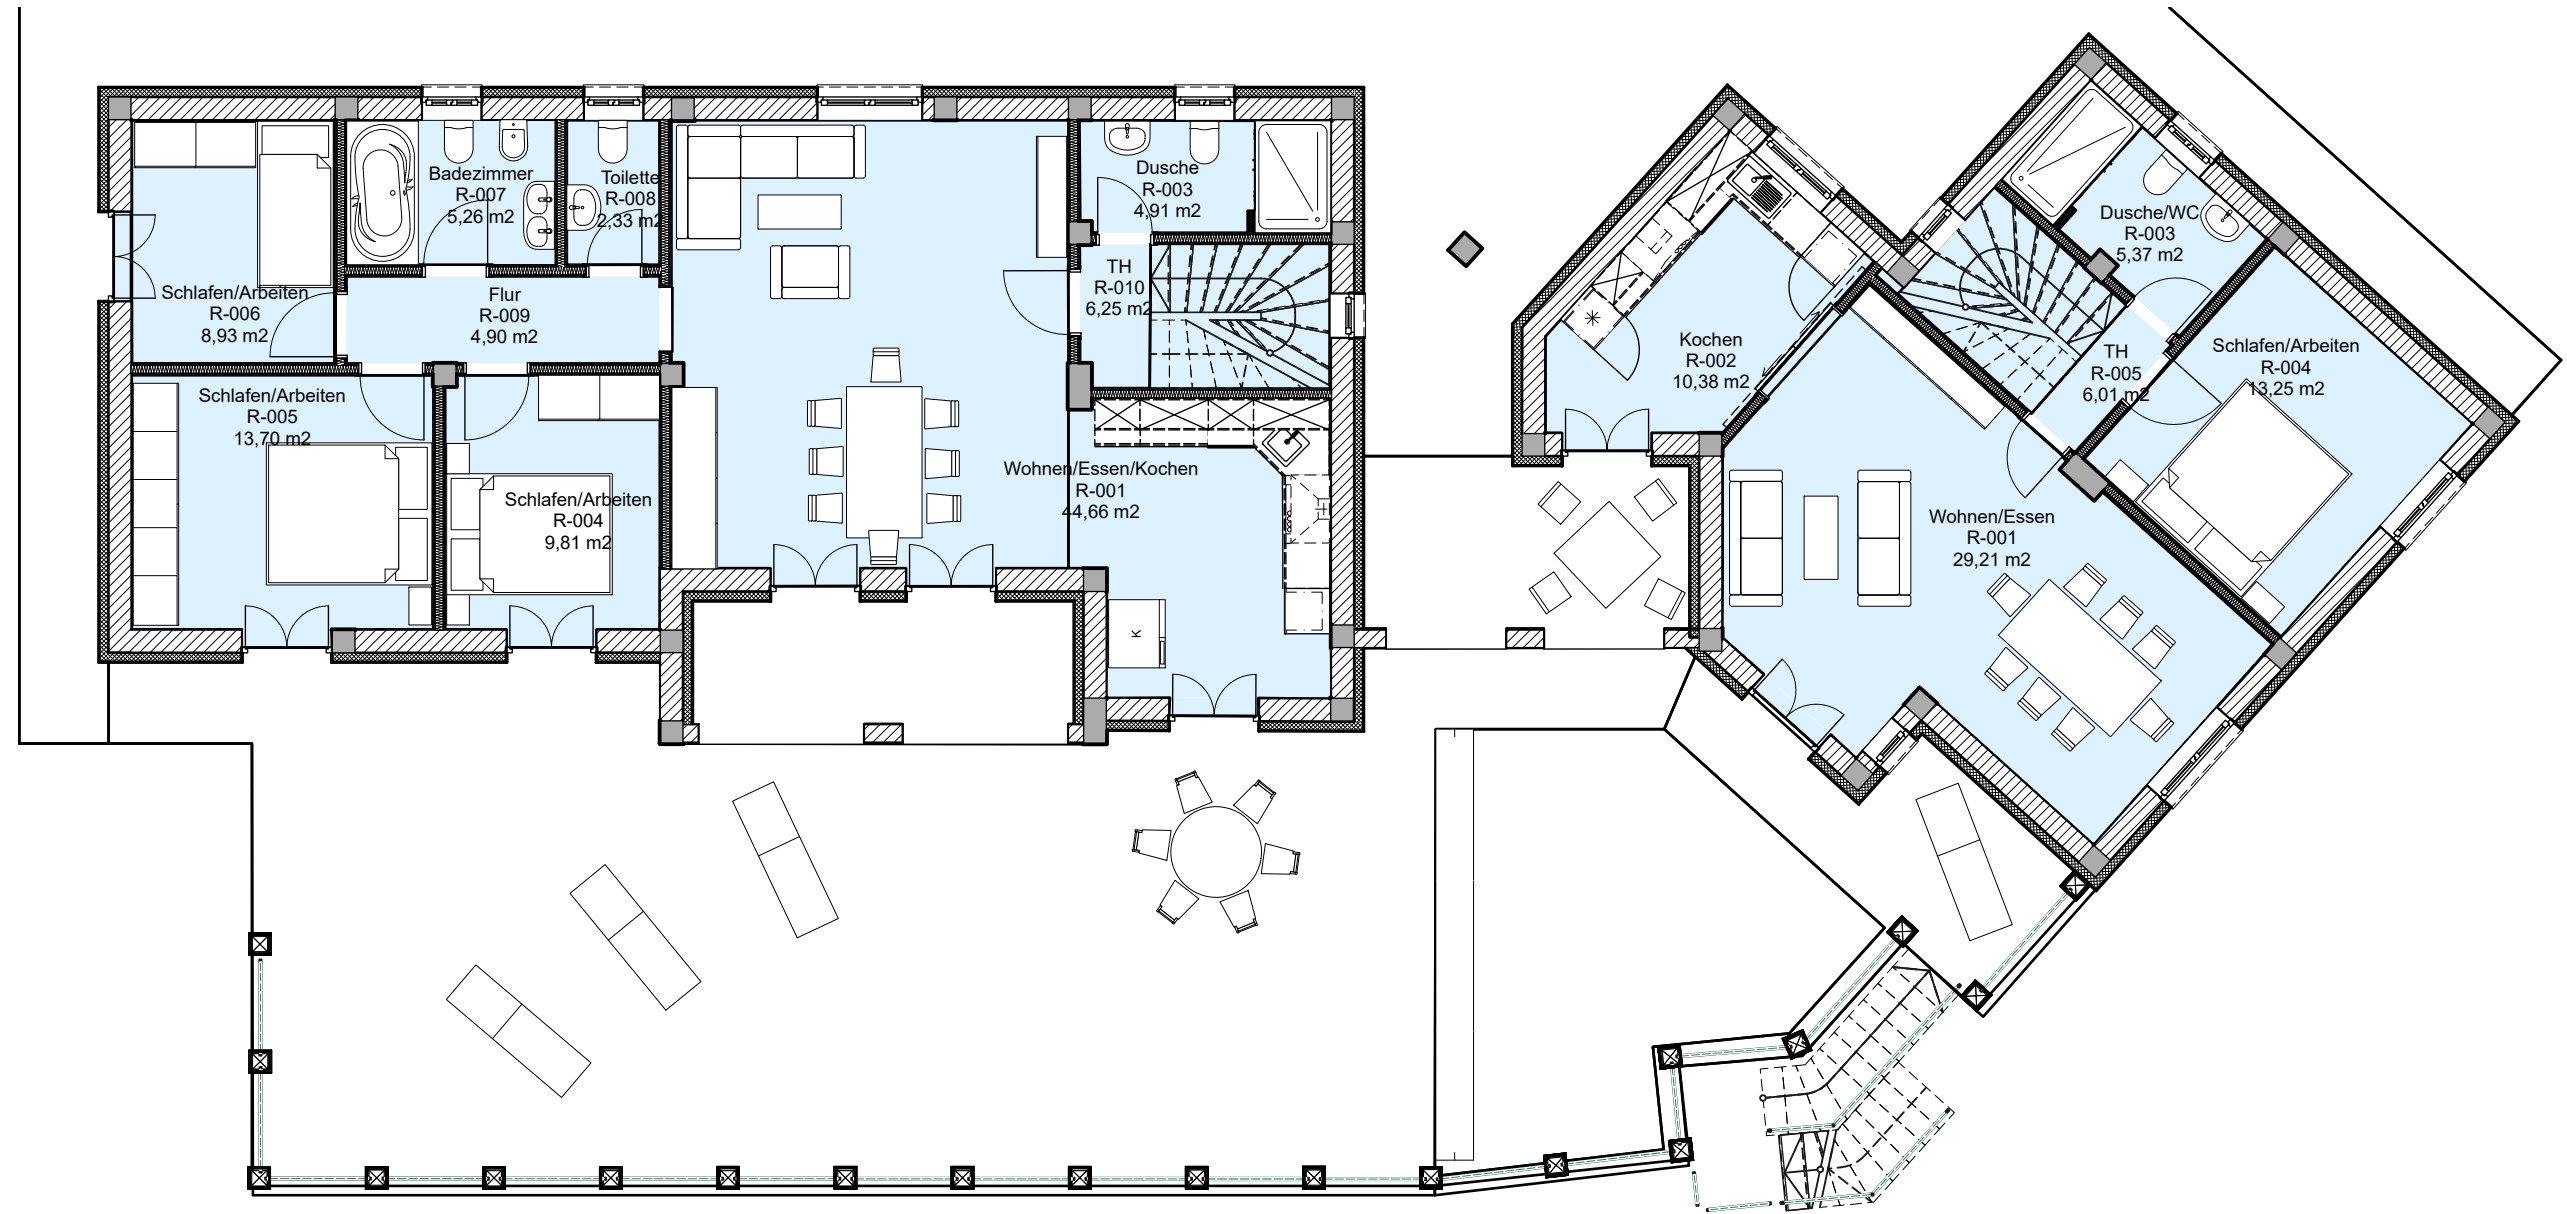 Badezimmer
R-007
5,26 m2
Toilette
R-008
2,33 m2
Dusche
R-003
4,91 m2
Schlafen/Arbeiten
R-006
8,93 m2
Flur
R-009
4,90 m2
TH
R-010
6,25 m2
Schlafen/Arbeiten
R-005
13,70 m2
Schlafen/Arbeiten
R-004
9,81 m2
Wohnen/Essen/Kochen
R-001
44,66 m2
K
Kochen
R-002
10,38 m2
Dusche/WC
R-003
5,37 m2
TH
R-005
6,01 m2
Schlafen/Arbeiten
R-004
13,25 m2
Wohnen/Essen
R-001
29,21 m2